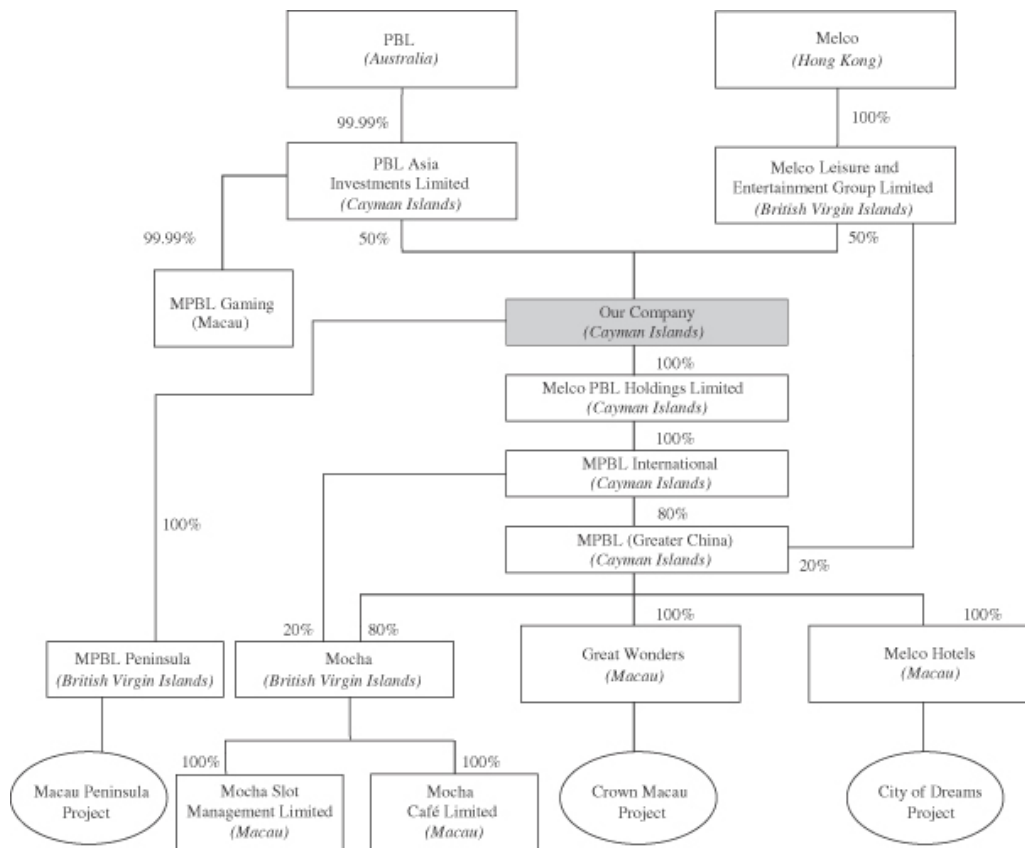 PBL
(Australia)
Melco
(Hong Kong)
99.99%
100%
PBL Asia
Investments Limited
(Cayman Islands)
Melco Leisure and
Entertainment Group Limited
(British Virgin Islands)
99.99%
50%
50%
MPBL Gaming
(Macau)
Our Company
(Cayman Islands)
100%
Melco PBL Holdings Limited
(Cayman Islands)
100%
MPBL International
(Cayman Islands)
100%
80%
MPBL (Greater China)
(Cayman Islands)
20%
20%
80%
100%
100%
MPBL Peninsula
(British Virgin Islands)
Mocha
(British Virgin Islands)
Great Wonders
(Macau)
Melco Hotels
(Macau)
100%
100%
Macau Peninsula
Project
Mocha Slot
Management Limited
(Macau)
Mocha
Café Limited
(Macau)
Crown Macau
Project
City of Dreams
Project